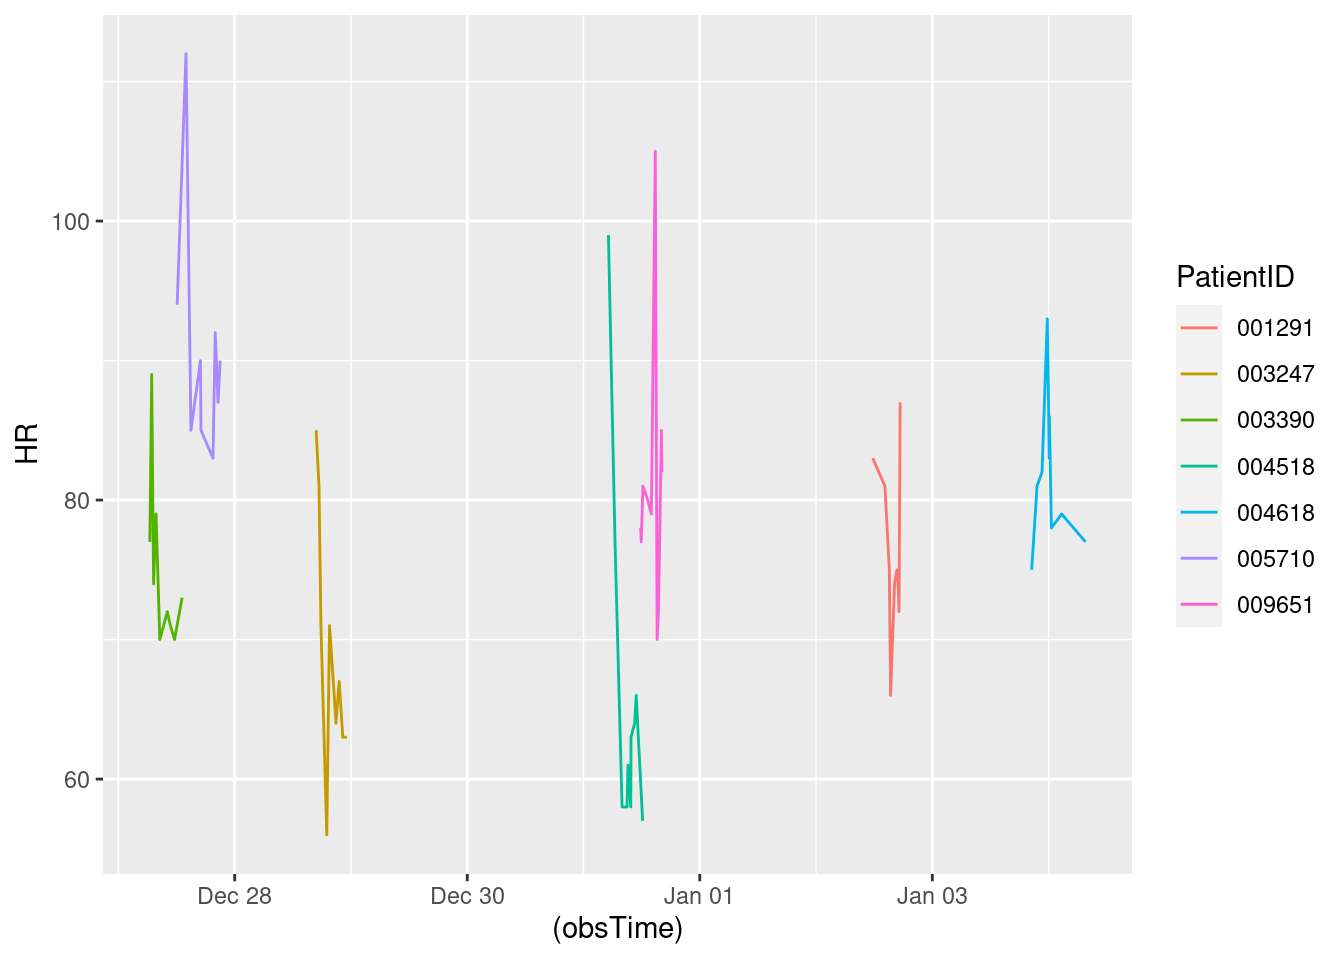 HR
100
80
60
Dec 28
Dec 30
Jan 01
Jan 03
(obsTime)
PatientID
001291
003247
003390
004518
004618
005710
009651